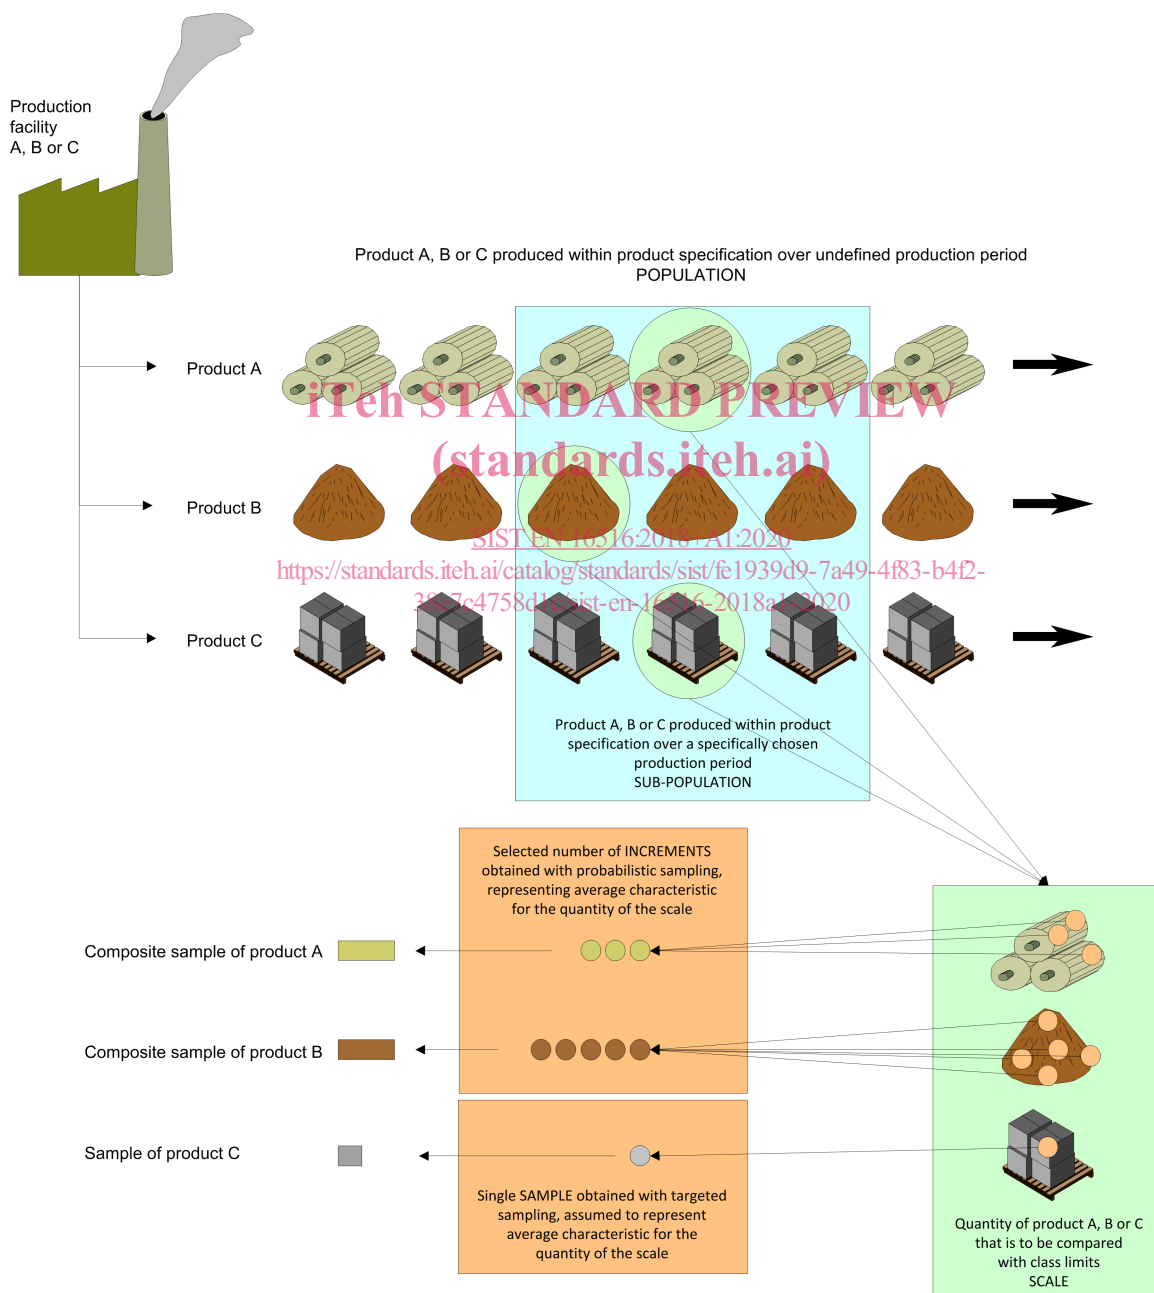 Production
facility
A, B or C
Product A, B or C produced within product specification over undefined production period
POPULATION
Product A
iTeh STANDARD PREVIEW
(standards.iteh.ai)
Product B
SIST EN 16516:2018+A1:2020
https://standards.iteh.ai/catalog/standards/sist/fe1939d9-7a49-4f83-b4f2-
Product C
Product A, B or C produced within product
specification over a specifically chosen
production period
SUB-POPULATION
Selected number of INCREMENTS
obtained with probabilistic sampling,
representing average characteristic
for the quantity of the scale
Composite sample of product A
Composite sample of product B
Sample of product C
Single SAMPLE obtained with targeted
sampling, assumed to represent
average characteristic for the
quantity of the scale
Quantity of product A, B or C
that is to be compared
with class limits
SCALE